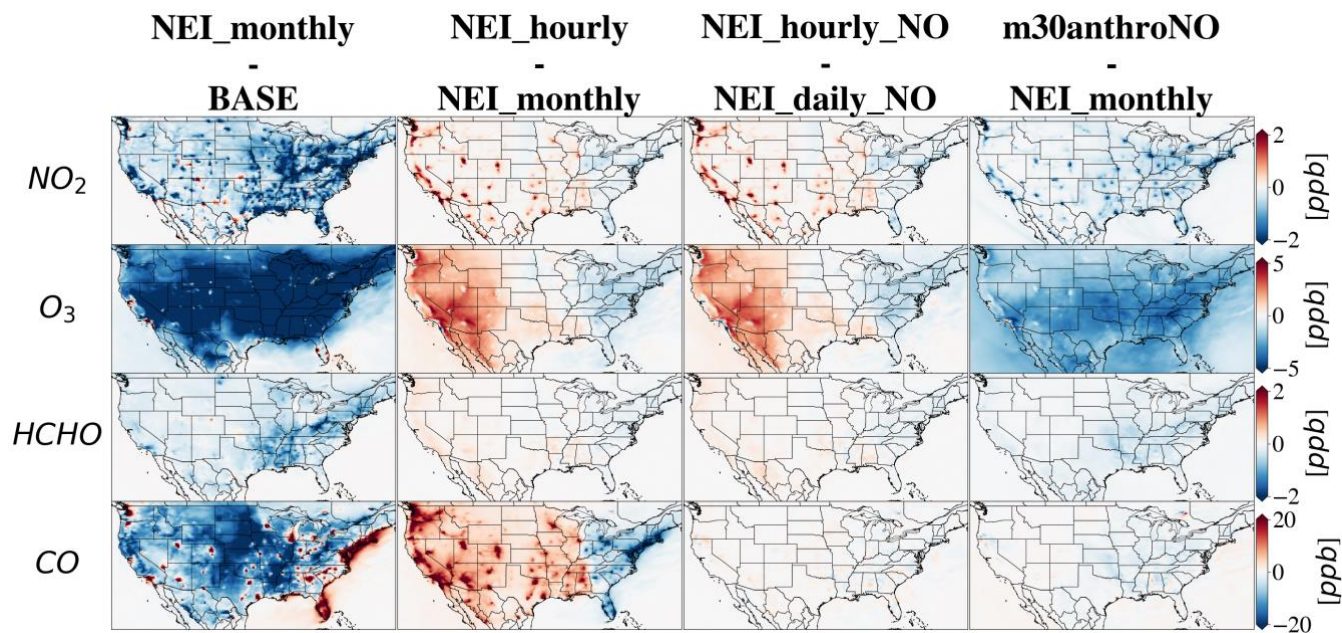 NEI_monthly NEI_hourly NEI_hourly_NO m30anthroNO
- - - -
BASE NEI_monthly NEI_daily_NO NEI_monthly
NO₂ 2 0 −2 [ppb]
O₃ 5 0 −5 [ppb]
HCHO 2 0 −2 [ppb]
CO 20 0 −20 [ppb]